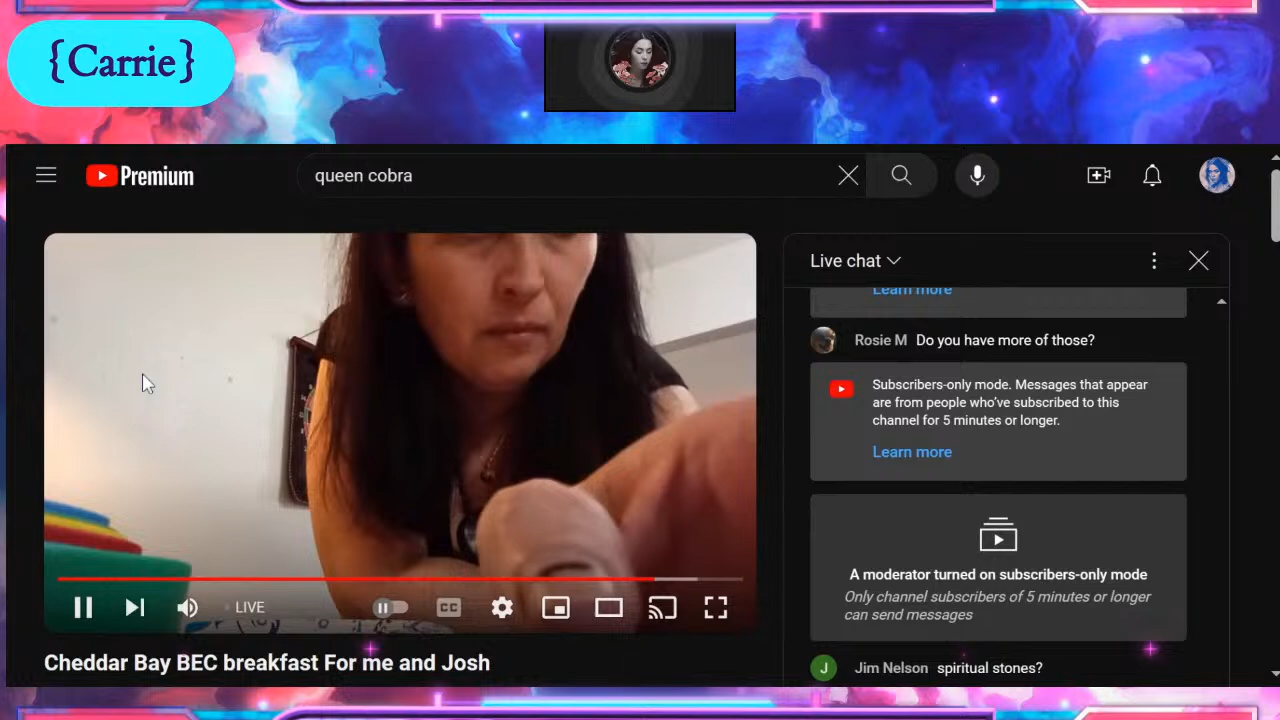 {Carrie}
Premium
queen cobra
Live chat
Learn more
Rosie M Do you have more of those?
Subscribers-only mode. Messages that appear
are from people who've subscribed to this
channel for 5 minutes or longer.
Learn more
A moderator turned on subscribers-only mode
Only channel subscribers of 5 minutes or longer
can send messages
J Jim Nelson spiritual stones?
LIVE
CC
Cheddar Bay BEC breakfast For me and Josh